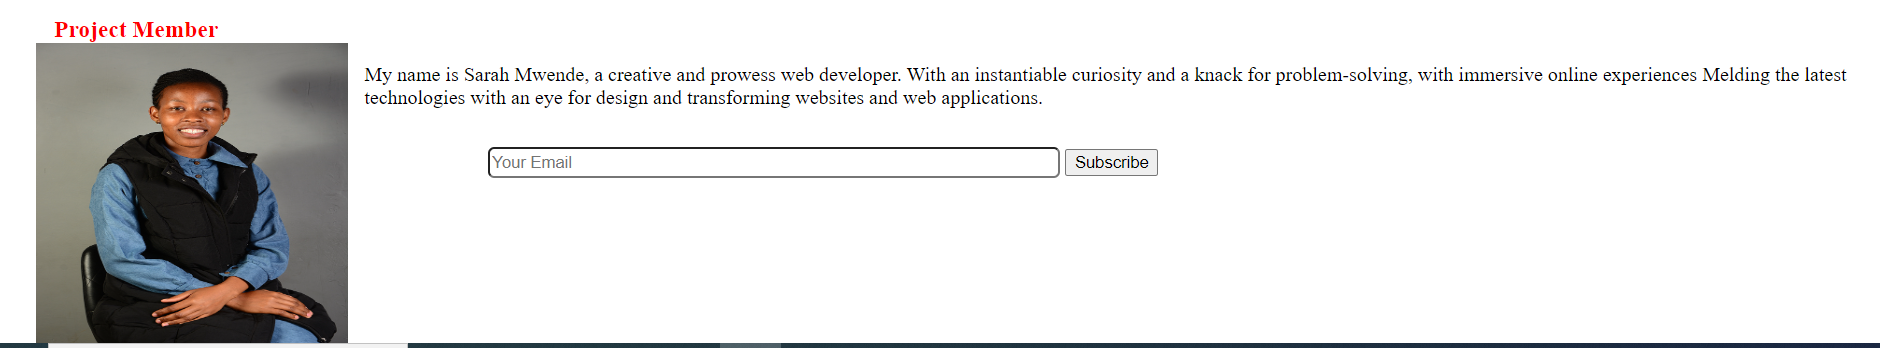 Project Member
My name is Sarah Mwende, a creative and prowess web developer. With an instantiable curiosity and a knack for problem-solving, with immersive online experiences Melding the latest
technologies with an eye for design and transforming websites and web applications.
Your Email Subscribe